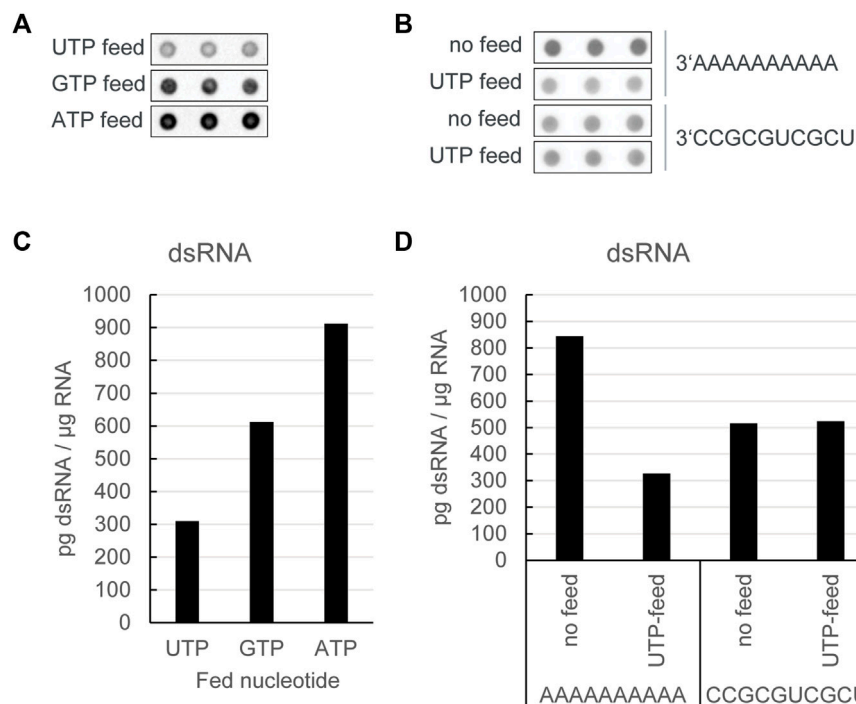 A
UTP feed
GTP feed
ATP feed
B
no feed
UTP feed
no feed
UTP feed
3‘AAAAAAAAAA
3‘CCGCGUCGCU
C
dsRNA
pg dsRNA / µg RNA
1000
900
800
700
600
500
400
300
200
100
0
UTP GTP ATP
Fed nucleotide
D
dsRNA
pg dsRNA / µg RNA
1000
900
800
700
600
500
400
300
200
100
0
no feed
UTP-feed
no feed
UTP-feed
AAAAAAAAAA CCGCGUCGCU